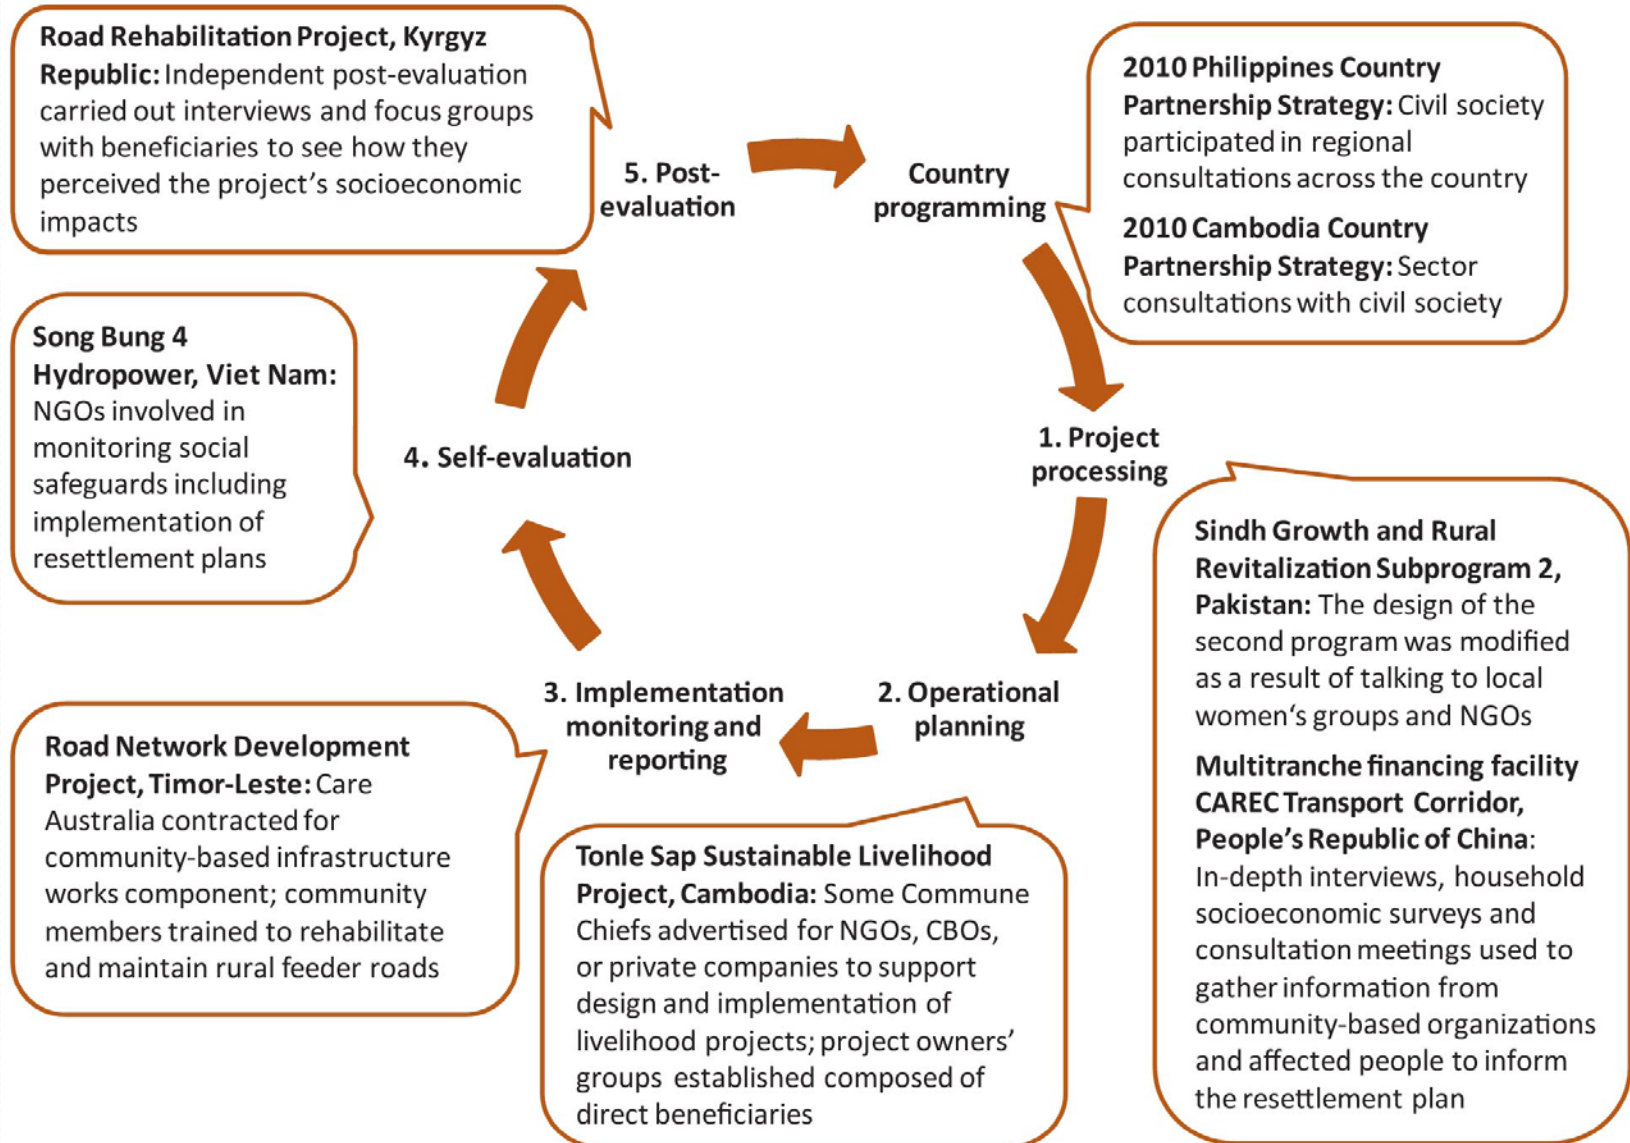 Road Rehabilitation Project, Kyrgyz
Republic: Independent post-evaluation
carried out interviews and focus groups
with beneficiaries to see how they
perceived the project’s socioeconomic
impacts
5. Post-
evaluation
Country
programming
2010 Philippines Country
Partnership Strategy: Civil society
participated in regional
consultations across the country
2010 Cambodia Country
Partnership Strategy: Sector
consultations with civil society
Song Bung 4
Hydropower, Viet Nam:
NGOs involved in
monitoring social
safeguards including
implementation of
resettlement plans
4. Self-evaluation
1. Project
processing
Sindh Growth and Rural
Revitalization Subprogram 2,
Pakistan: The design of the
second program was modified
as a result of talking to local
women‘s groups and NGOs
Multitranche financing facility
CAREC Transport Corridor,
People’s Republic of China:
In-depth interviews, household
socioeconomic surveys and
consultation meetings used to
gather information from
community-based organizations
and affected people to inform
the resettlement plan
3. Implementation
monitoring and
reporting
2. Operational
planning
Road Network Development
Project, Timor-Leste: Care
Australia contracted for
community-based infrastructure
works component; community
members trained to rehabilitate
and maintain rural feeder roads
Tonle Sap Sustainable Livelihood
Project, Cambodia: Some Commune
Chiefs advertised for NGOs, CBOs,
or private companies to support
design and implementation of
livelihood projects; project owners’
groups established composed of
direct beneficiaries